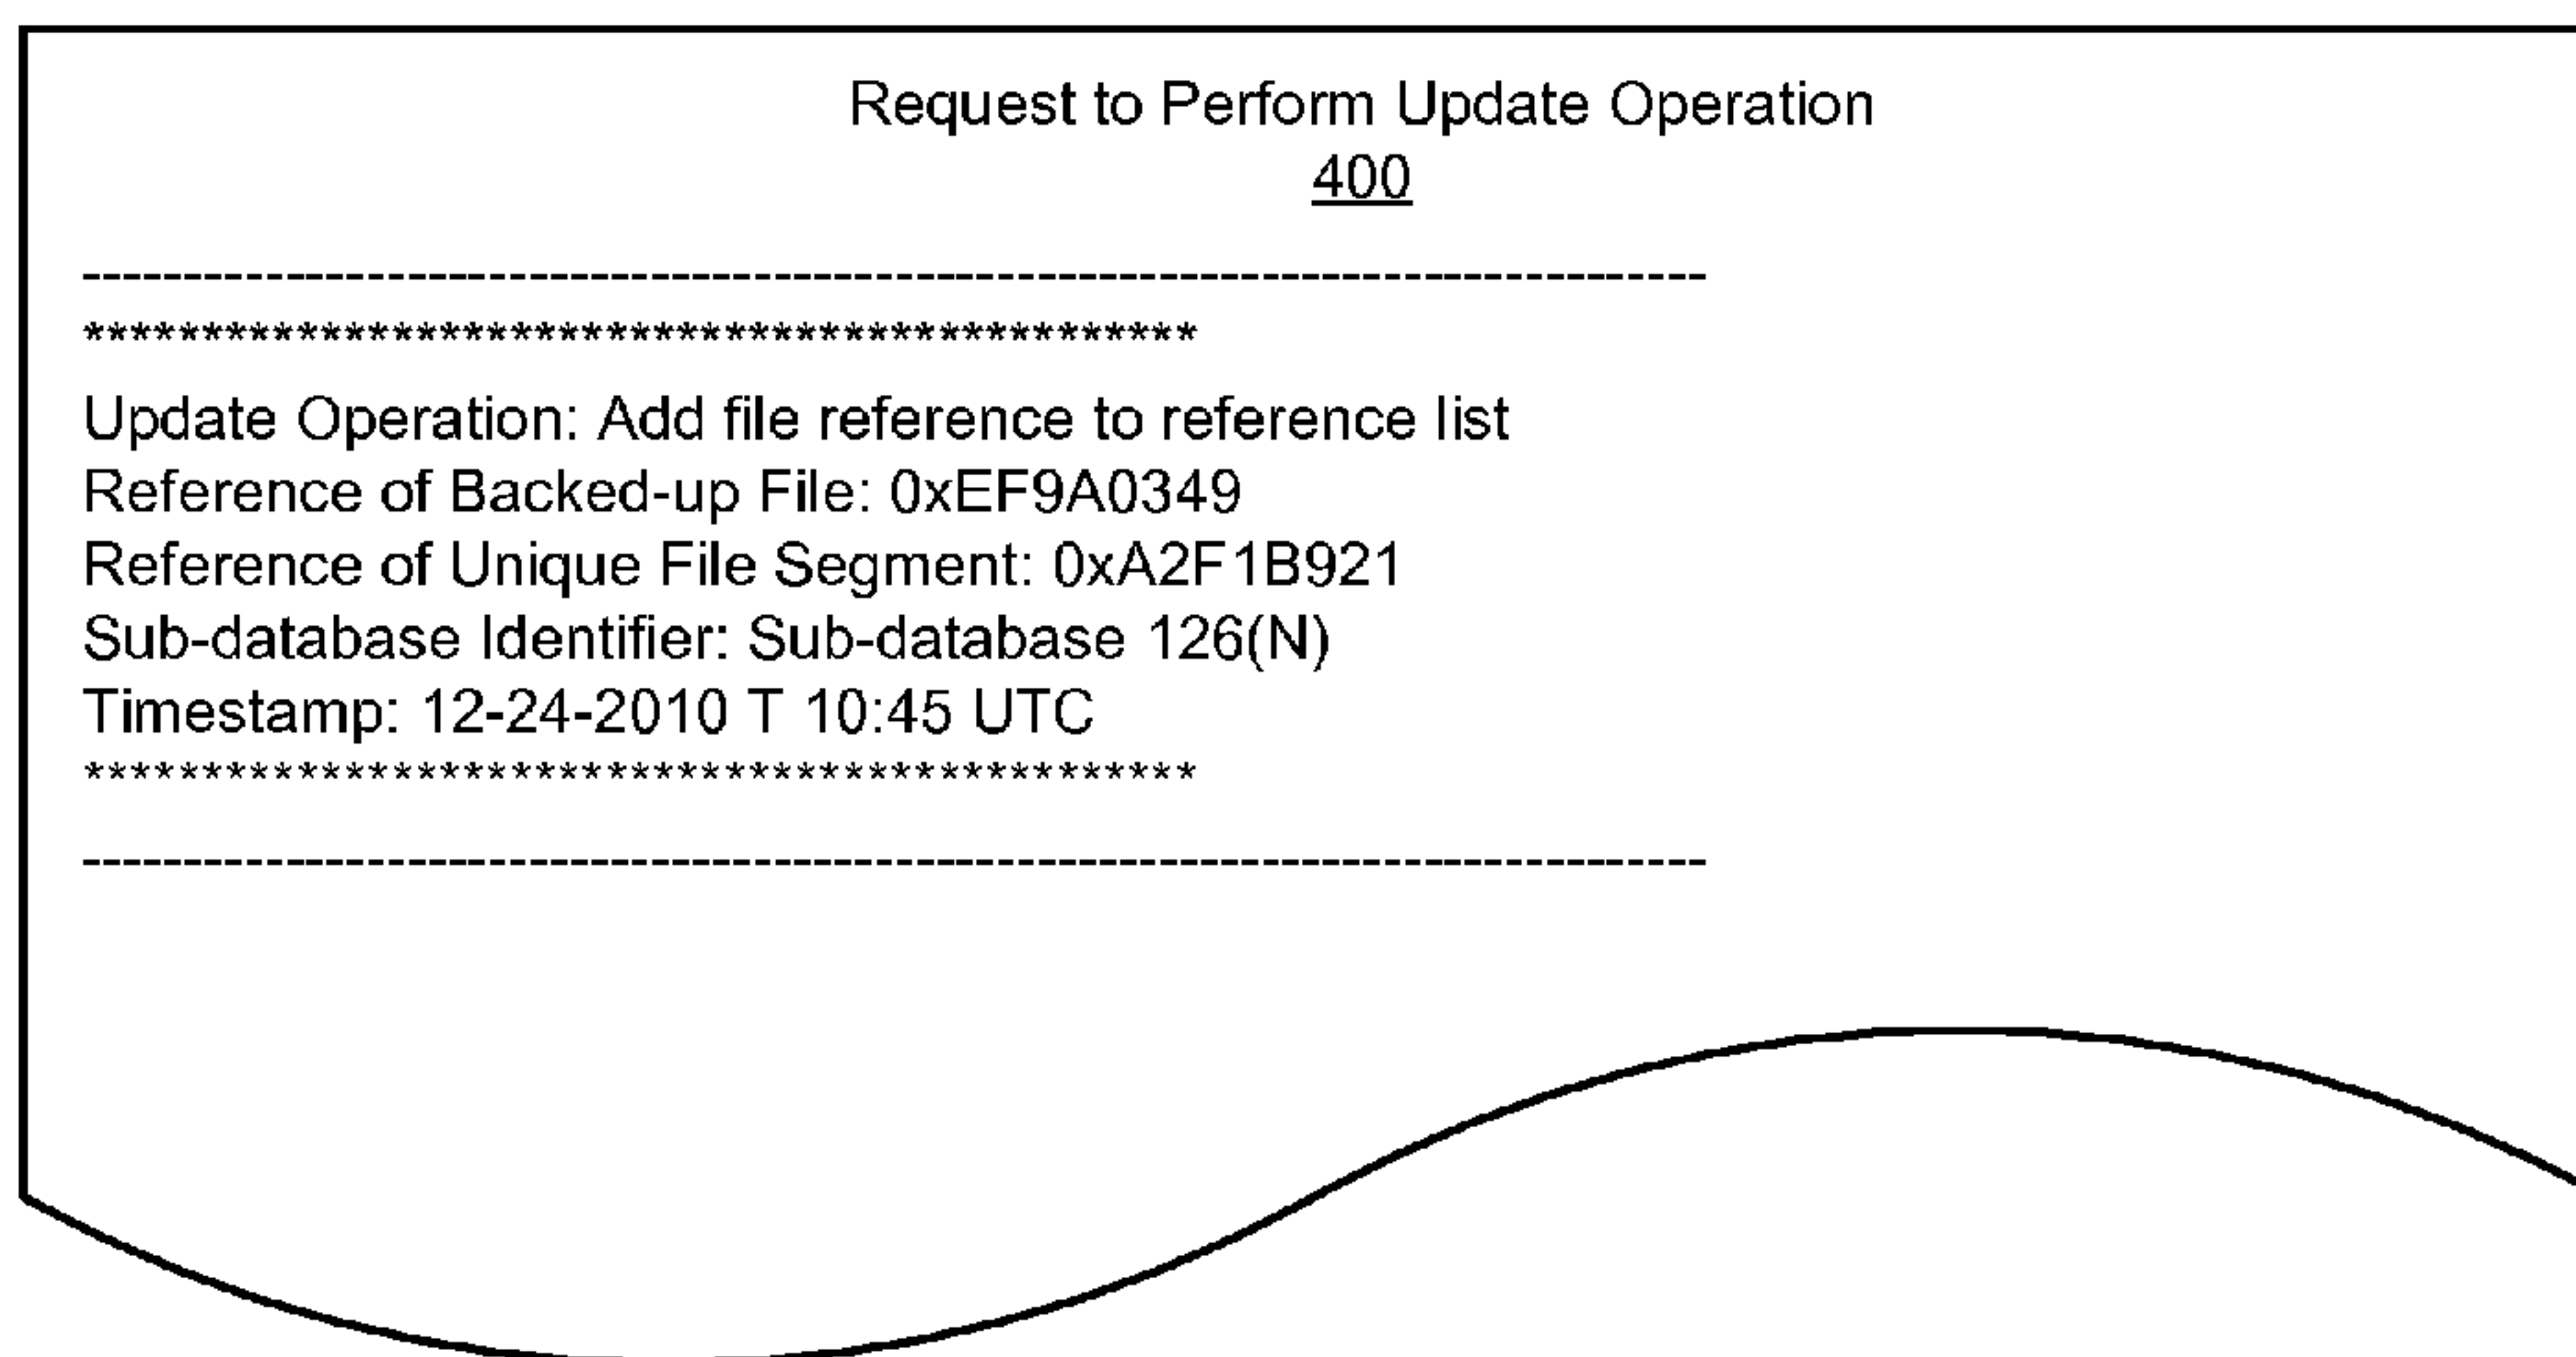 Request to Perform Update Operation
400
--------------------------------------------------------------------------------
***********************************************
Update Operation: Add file reference to reference list
Reference of Backed-up File: 0xEF9A0349
Reference of Unique File Segment: 0xA2F1B921
Sub-database Identifier: Sub-database 126(N)
Timestamp: 12-24-2010 T 10:45 UTC
***********************************************
--------------------------------------------------------------------------------